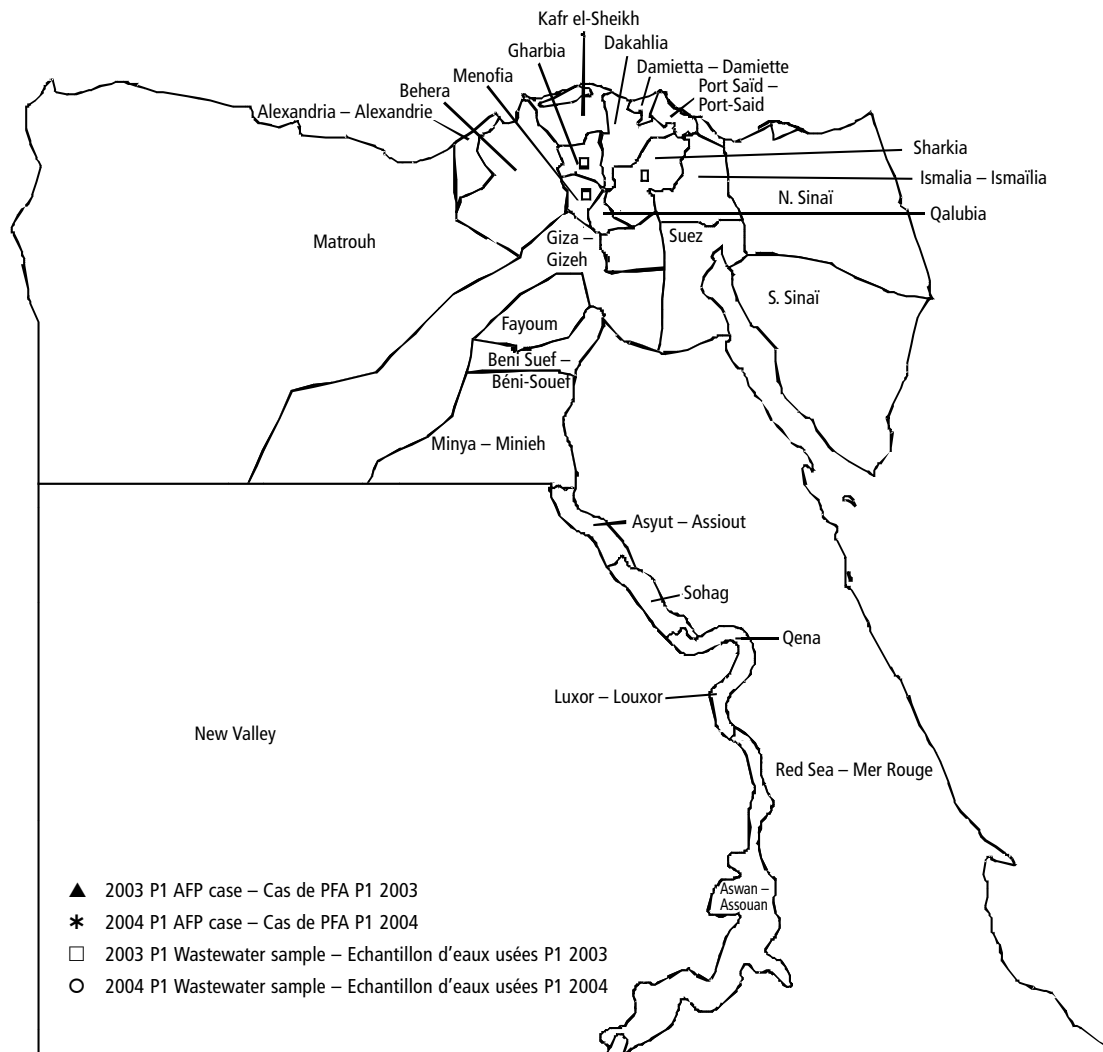 Kafr el-Sheikh
Gharbia
Dakahlia
Menofia
Damietta – Damiette
Behera
Port Saïd –
Port-Said
Alexandria – Alexandrie
Sharkia
Ismalia – Ismaïlia
N. Sinaï
Qalubia
Matrouh
Giza –
Gizeh
Suez
S. Sinaï
Fayoum
Beni Suef –
Béni-Souef
Minya – Minieh
Asyut – Assiout
Sohag
Qena
Luxor – Louxor
New Valley
Red Sea – Mer Rouge
Aswan –
Assouan
2003 P1 AFP case – Cas de PFA P1 2003
2004 P1 AFP case – Cas de PFA P1 2004
2003 P1 Wastewater sample – Echantillon d'eaux usées P1 2003
2004 P1 Wastewater sample – Echantillon d'eaux usées P1 2004